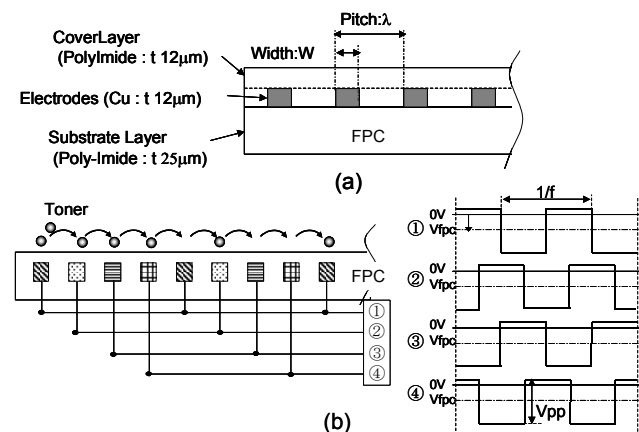 CoverLayer
(PolyImide : t 12μm)
Pitch:λ
Width:W
Electrodes (Cu : t 12μm)
Substrate Layer
(Poly-Imide : t 25μm)
FPC
(a)
Toner
FPC
①
②
③
④
(b)
1/f
① 0V
Vfpc
② 0V
Vfpc
③ 0V
Vfpc
④ 0V
Vfpc
Vpp